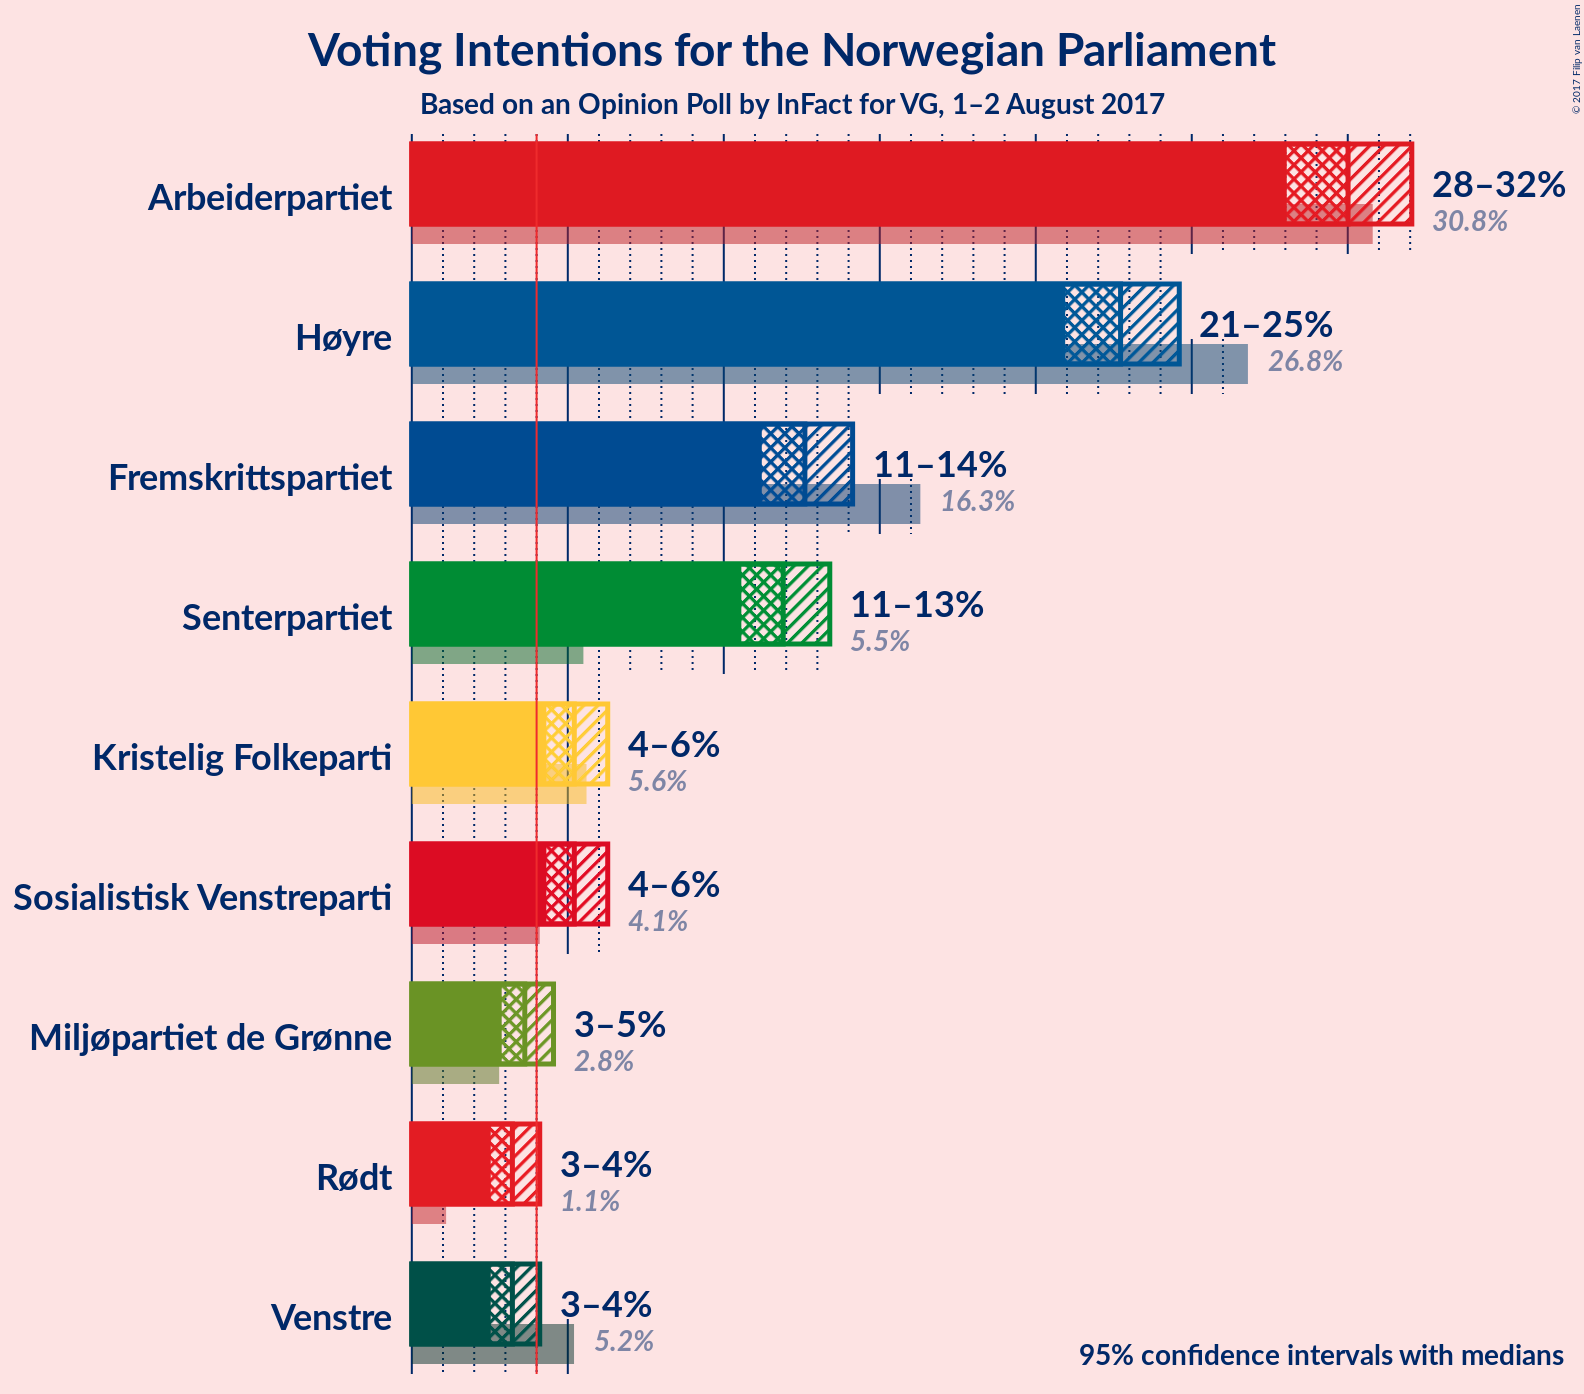 Voting Intentions for the Norwegian Parliament
Based on an Opinion Poll by InFact for VG, 1–2 August 2017
© 2017 Filip van Laenen
Arbeiderpartiet
28–32%
30.8%
Høyre
21–25%
26.8%
Fremskrittspartiet
11–14%
16.3%
Senterpartiet
11–13%
5.5%
Kristelig Folkeparti
4–6%
5.6%
Sosialistisk Venstreparti
4–6%
4.1%
Miljøpartiet de Grønne
3–5%
2.8%
Rødt
3–4%
1.1%
Venstre
3–4%
5.2%
95% confidence intervals with medians